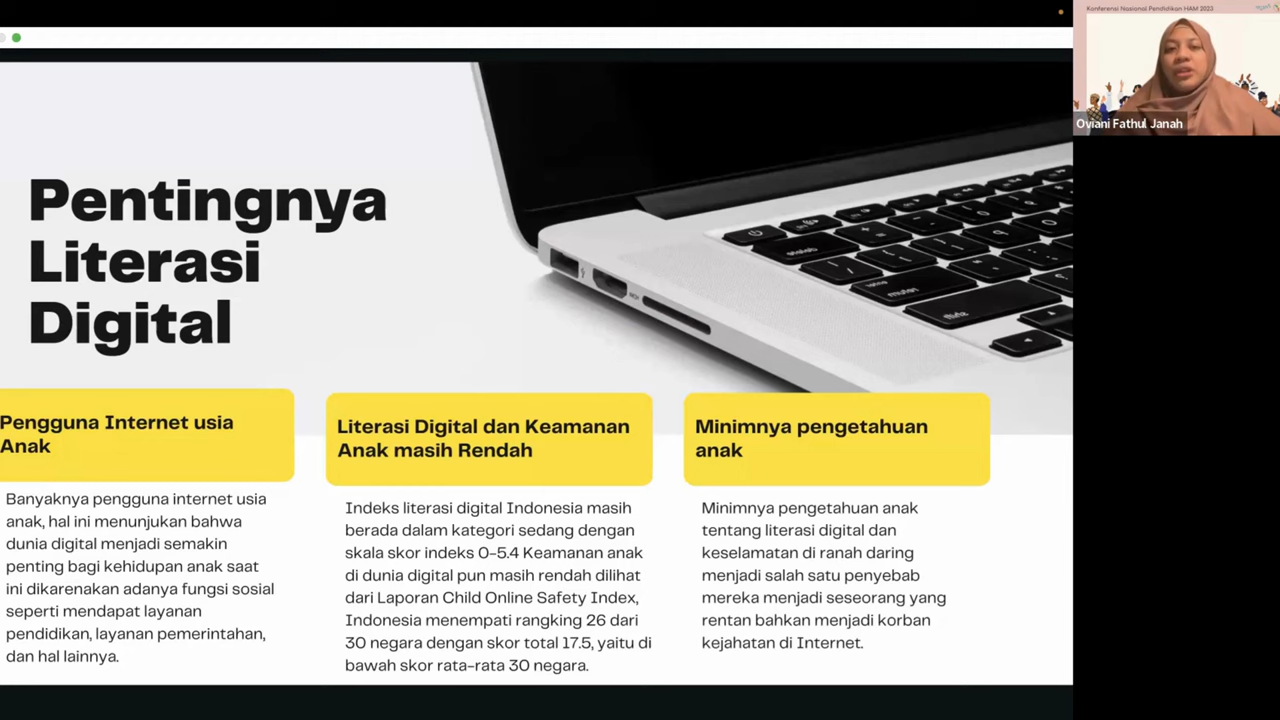 Konferensi Nasional Pendidikan HAM 2023
Oviani Fathul Janah
Pentingnya
Literasi
Digital
Pengguna Internet usia
Anak
Banyaknya pengguna internet usia
anak, hal ini menunjukan bahwa
dunia digital menjadi semakin
penting bagi kehidupan anak saat
ini dikarenakan adanya fungsi sosial
seperti mendapat layanan
pendidikan, layanan pemerintahan,
dan hal lainnya.
Literasi Digital dan Keamanan
Anak masih Rendah
Indeks literasi digital Indonesia masih
berada dalam kategori sedang dengan
skala skor indeks 0-5.4 Keamanan anak
di dunia digital pun masih rendah dilihat
dari Laporan Child Online Safety Index,
Indonesia menempati rangking 26 dari
30 negara dengan skor total 17.5, yaitu di
bawah skor rata-rata 30 negara.
Minimnya pengetahuan
anak
Minimnya pengetahuan anak
tentang literasi digital dan
keselamatan di ranah daring
menjadi salah satu penyebab
mereka menjadi seseorang yang
rentan bahkan menjadi korban
kejahatan di Internet.